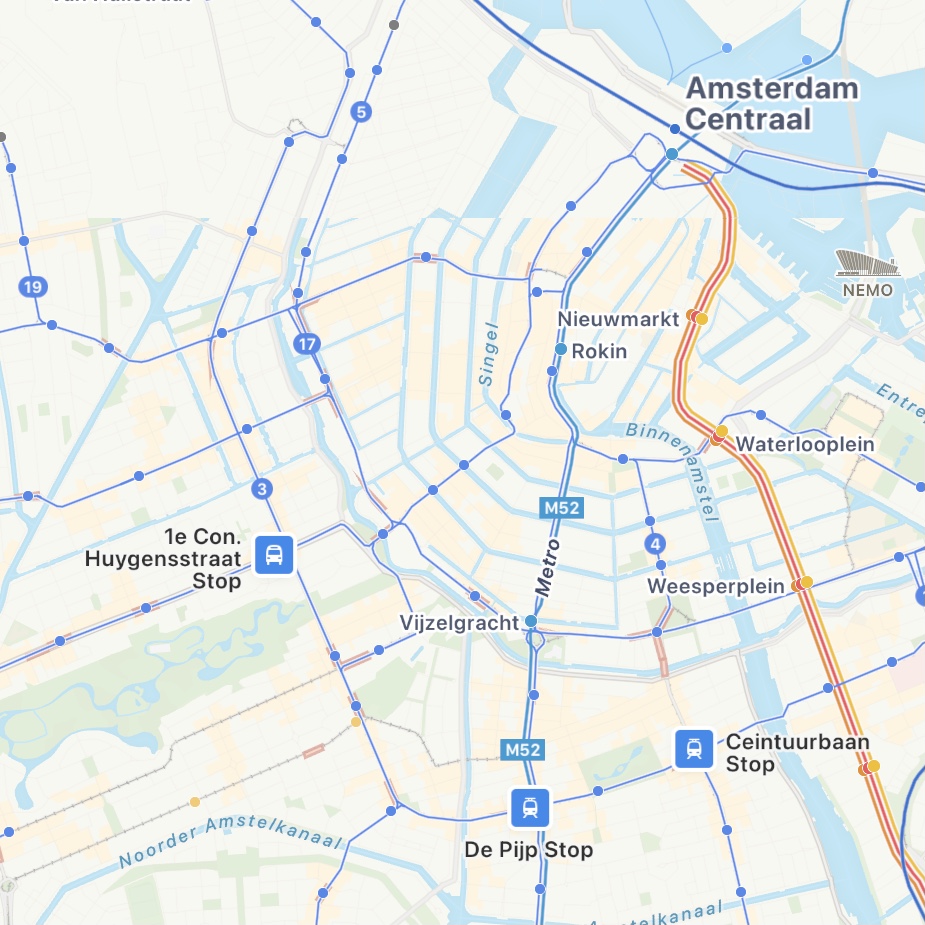 5
Amsterdam
Centraal
19
NEMO
Nieuwmarkt
17
Singel
Rokin
Binnenamstel
Waterlooplein
3
M52
1e Con.
Huygensstraat
Stop
4
Metro
Weesperplein
Vijzelgracht
M52
Ceintuurbaan
Stop
De Pijp Stop
Noorder Amstelkanaal